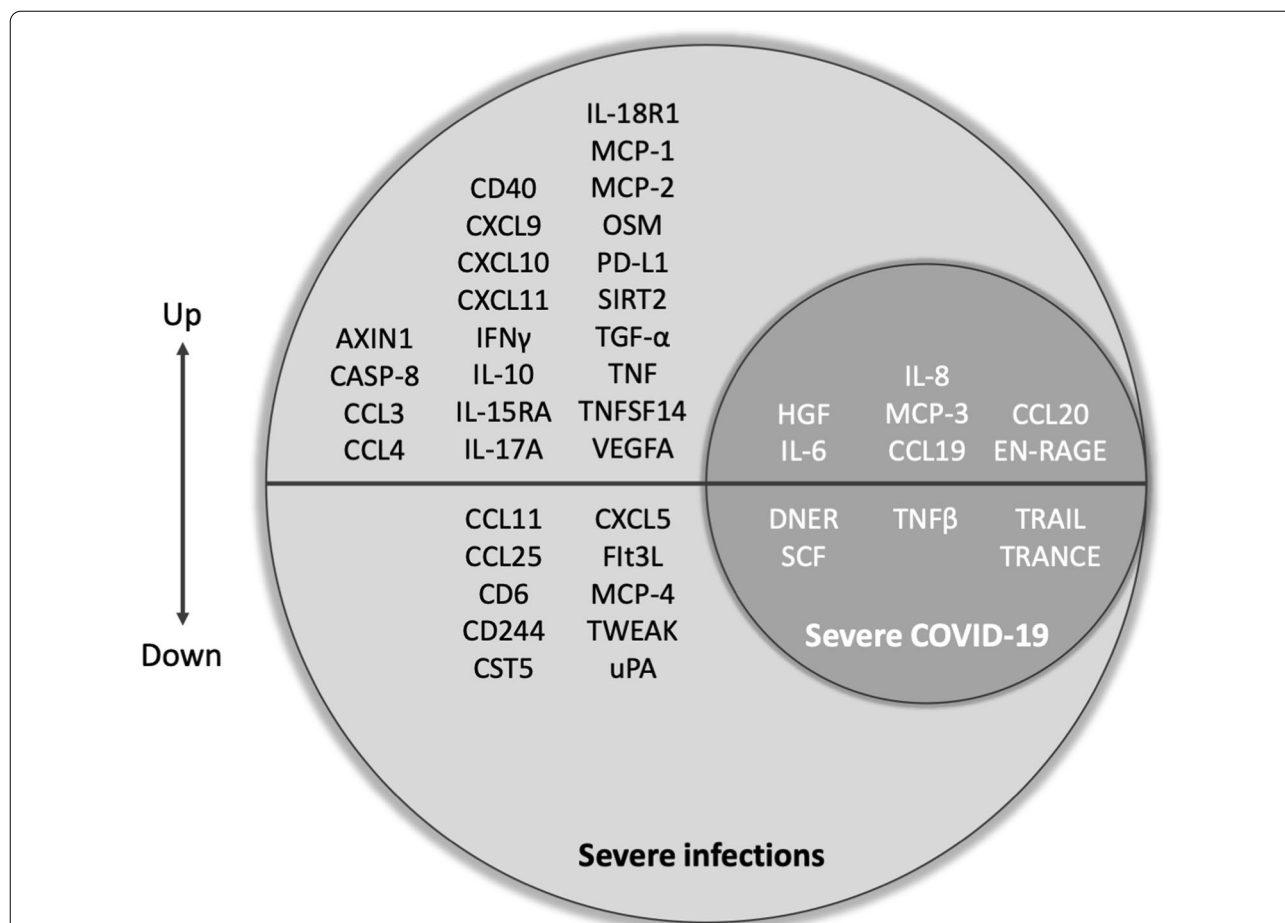 IL-18R1
MCP-1
CD40 MCP-2
CXCL9 OSM
CXCL10 PD-L1
CXCL11 SIRT2
Up
AXIN1 IFNγ TGF-α
CASP-8 IL-10 TNF IL-8
CCL3 IL-15RA TNFSF14 HGF MCP-3 CCL20
CCL4 IL-17A VEGFA IL-6 CCL19 EN-RAGE
CCL11 CXCL5 DNER TNFβ TRAIL
CCL25 Flt3L SCF TRANCE
CD6 MCP-4
CD244 TWEAK Severe COVID-19
Down
CST5 uPA
Severe infections